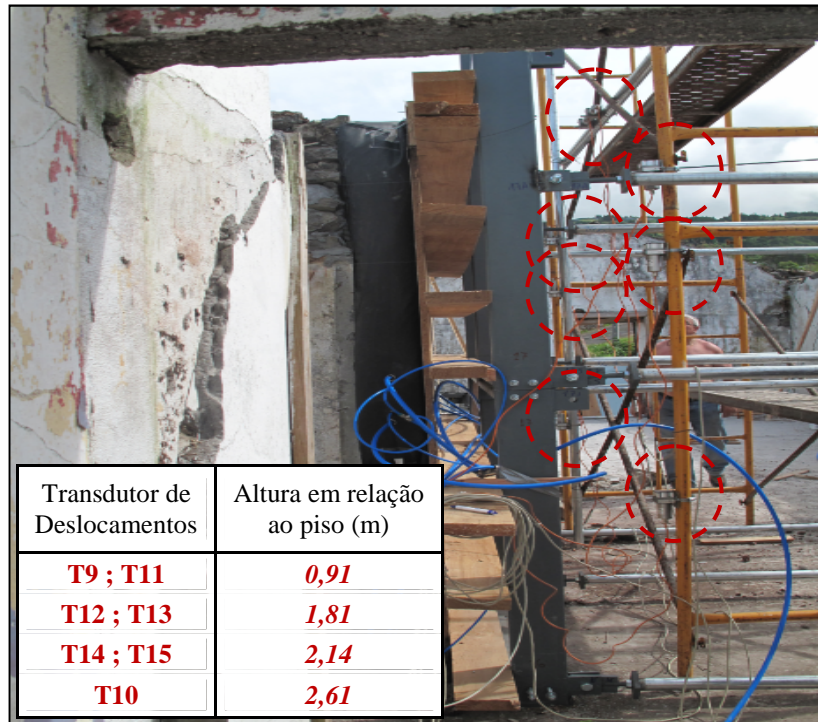 Transdutor de Deslocamentos Altura em relação ao piso (m)
T9 ; T11 0,91
T12 ; T13 1,81
T14 ; T15 2,14
T10 2,61